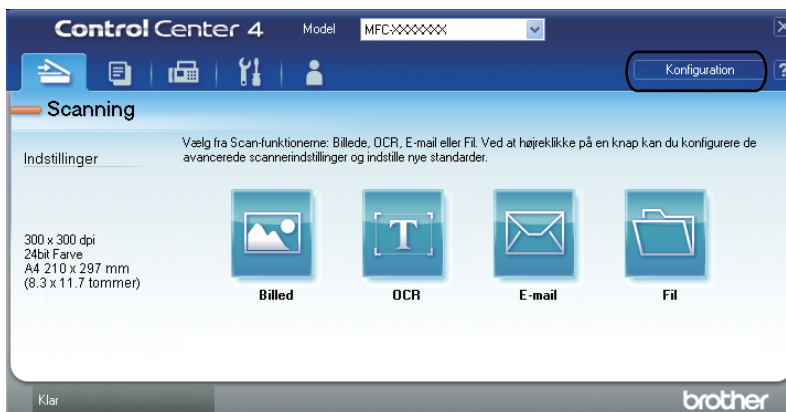 Control Center 4
Model
MFC-XXXXXXX
Konfiguration
?
Scanning
Indstillinger
Vælg fra Scan-funktionerne: Billede, OCR, E-mail eller Fil. Ved at højreklikke på en knap kan du konfigurere de
avancerede scannerindstillinger og indstille nye standarder.
300 x 300 dpi
24bit Farve
A4 210 x 297 mm
(8.3 x 11.7 tommer)
T
Billed
OCR
E-mail
Fil
Klar
brother